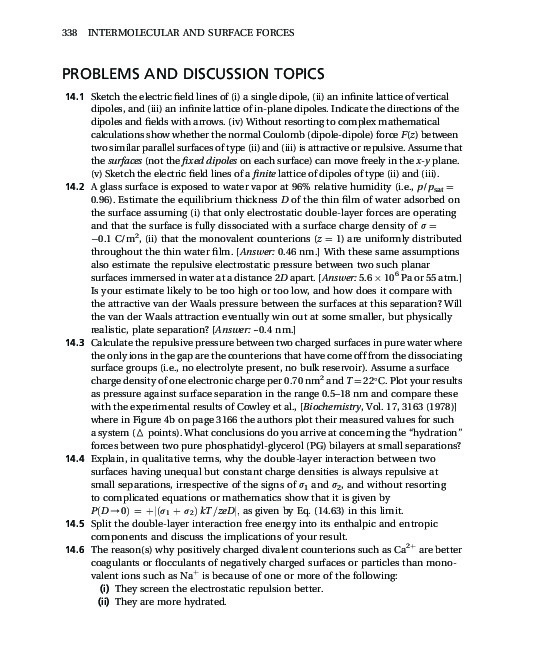 338 INTERMOLECULAR AND SURFACE FORCES
PROBLEMS AND DISCUSSION TOPICS
14.1 Sketch the electric field lines of (i) a single dipole, (ii) an infinite lattice of vertical
dipoles, and (iii) an infinite lattice of in-plane dipoles. Indicate the directions of the
dipoles and fields with arrows. (iv) Without resorting to complex mathematical
calculations show whether the normal Coulomb (dipole-dipole) force F(z) between
two similar parallel surfaces of type (ii) and (iii) is attractive or repulsive. Assume that
the surfaces (not the fixed dipoles on each surface) can move freely in the x-y plane.
(v) Sketch the electric field lines of a finite lattice of dipoles of type (ii) and (iii).
14.2 A glass surface is exposed to water vapor at 96% relative humidity (i.e., p/pₛₐₜ =
0.96). Estimate the equilibrium thickness D of the thin film of water adsorbed on
the surface assuming (i) that only electrostatic double-layer forces are operating
and that the surface is fully dissociated with a surface charge density of σ =
−0.1 C/m², (ii) that the monovalent counterions (z = 1) are uniformly distributed
throughout the thin water film. [Answer: 0.46 nm.] With these same assumptions
also estimate the repulsive electrostatic pressure between two such planar
surfaces immersed in water at a distance 2D apart. [Answer: 5.6 × 10⁶ Pa or 55 atm.]
Is your estimate likely to be too high or too low, and how does it compare with
the attractive van der Waals pressure between the surfaces at this separation? Will
the van der Waals attraction eventually win out at some smaller, but physically
realistic, plate separation? [Answer: ~0.4 nm.]
14.3 Calculate the repulsive pressure between two charged surfaces in pure water where
the only ions in the gap are the counterions that have come off from the dissociating
surface groups (i.e., no electrolyte present, no bulk reservoir). Assume a surface
charge density of one electronic charge per 0.70 nm² and T = 22°C. Plot your results
as pressure against surface separation in the range 0.5–18 nm and compare these
with the experimental results of Cowley et al., [Biochemistry, Vol. 17, 3163 (1978)]
where in Figure 4b on page 3166 the authors plot their measured values for such
a system (△ points). What conclusions do you arrive at concerning the "hydration"
forces between two pure phosphatidyl-glycerol (PG) bilayers at small separations?
14.4 Explain, in qualitative terms, why the double-layer interaction between two
surfaces having unequal but constant charge densities is always repulsive at
small separations, irrespective of the signs of σ₁ and σ₂, and without resorting
to complicated equations or mathematics show that it is given by
P(D→0) = +|(σ₁ + σ₂) kT/zeD|, as given by Eq. (14.63) in this limit.
14.5 Split the double-layer interaction free energy into its enthalpic and entropic
components and discuss the implications of your result.
14.6 The reason(s) why positively charged divalent counterions such as Ca²⁺ are better
coagulants or flocculants of negatively charged surfaces or particles than mono-
valent ions such as Na⁺ is because of one or more of the following:
(i) They screen the electrostatic repulsion better.
(ii) They are more hydrated.